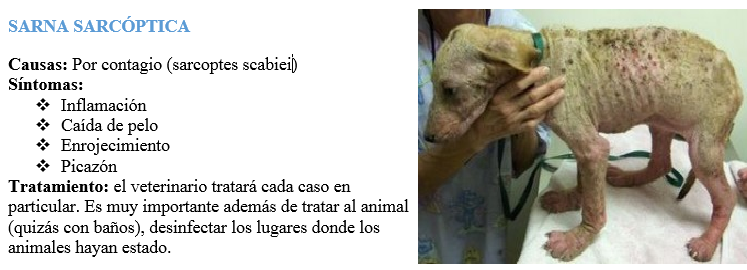 SARNA SARCÓPTICA
Causas: Por contagio (sarcoptes scabiei)
Síntomas:
❖ Inflamación
❖ Caída de pelo
❖ Enrojecimiento
❖ Picazón
Tratamiento: el veterinario tratará cada caso en
particular. Es muy importante además de tratar al animal
(quizás con baños), desinfectar los lugares donde los
animales hayan estado.